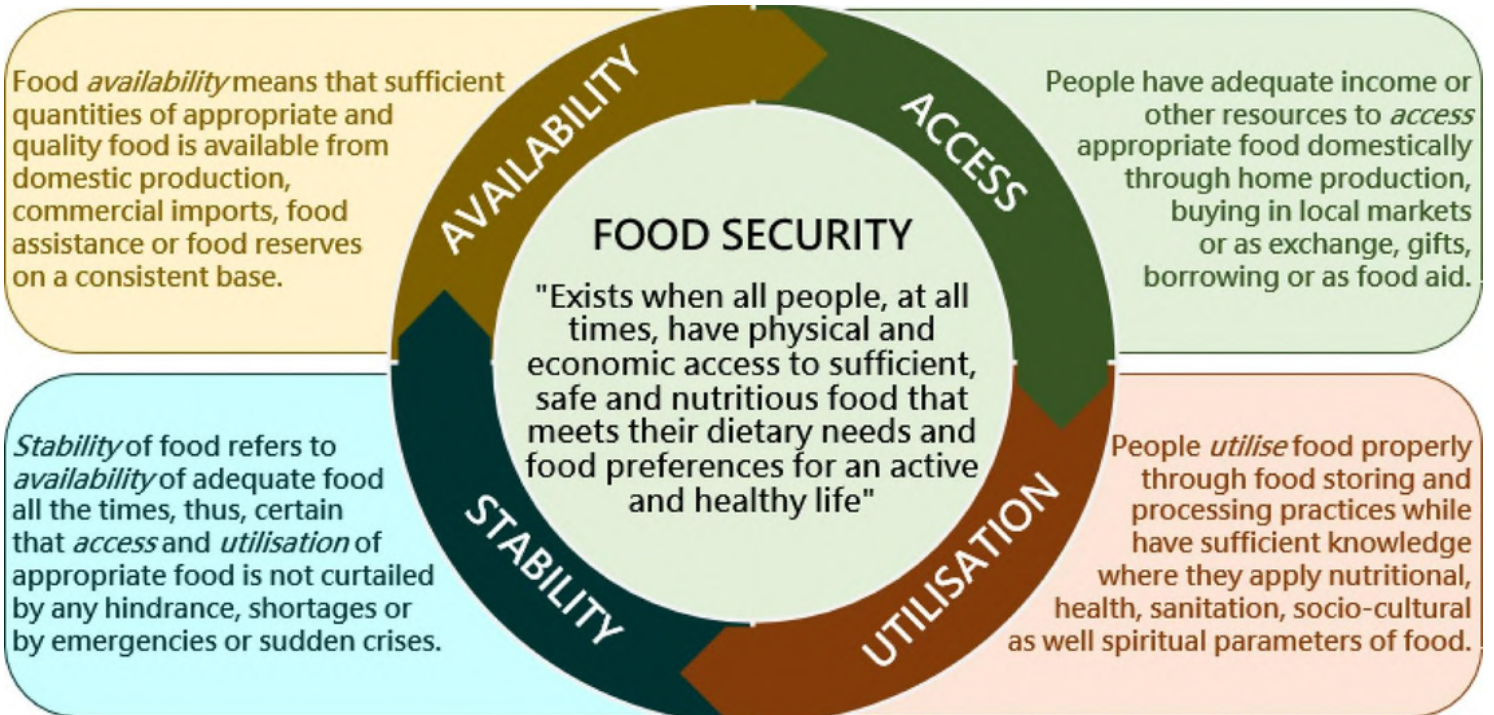 Food availability means that sufficient
quantities of appropriate and
quality food is available from
domestic production,
commercial imports, food
assistance or food reserves
on a consistent base.
AVAILABILITY
ACCESS
People have adequate income or
other resources to access
appropriate food domestically
through home production,
buying in local markets
or as exchange, gifts,
borrowing or as food aid.
FOOD SECURITY
"Exists when all people, at all
times, have physical and
economic access to sufficient,
safe and nutritious food that
meets their dietary needs and
food preferences for an active
and healthy life"
Stability of food refers to
availability of adequate food
all the times, thus, certain
that access and utilisation of
appropriate food is not curtailed
by any hindrance, shortages or
by emergencies or sudden crises.
STABILITY
UTILISATION
People utilise food properly
through food storing and
processing practices while
have sufficient knowledge
where they apply nutritional,
health, sanitation, socio-cultural
as well spiritual parameters of food.